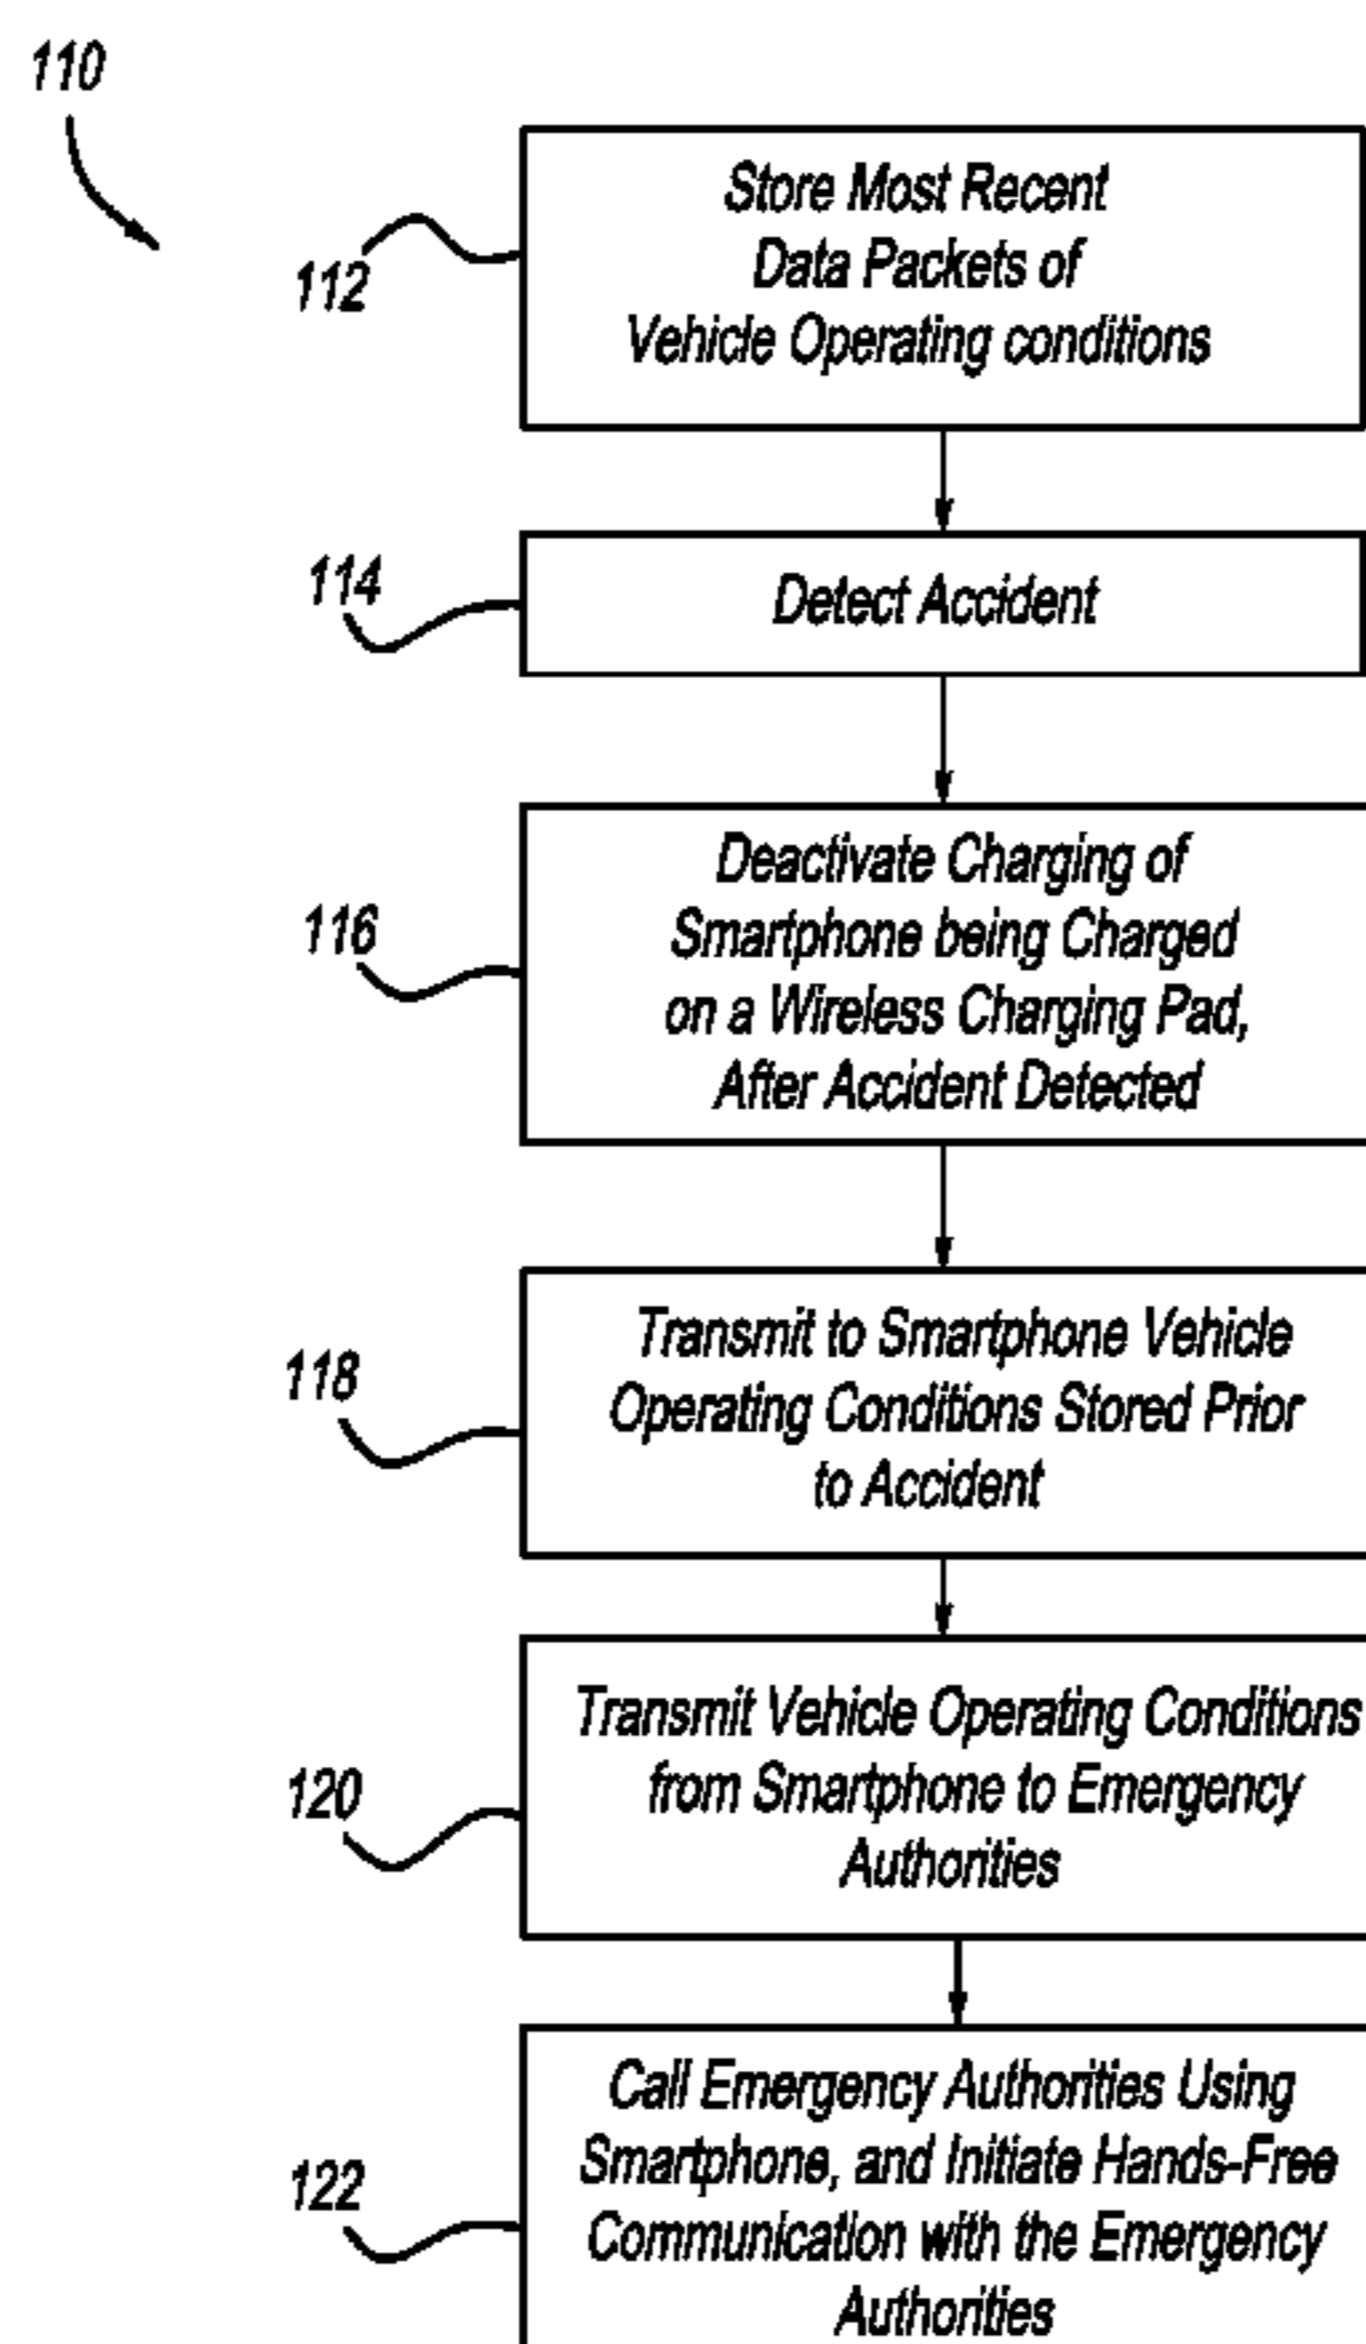 110
Store Most Recent
Data Packets of
Vehicle Operating conditions
112
Detect Accident
114
Deactivate Charging of
Smartphone being Charged
on a Wireless Charging Pad,
After Accident Detected
116
Transmit to Smartphone Vehicle
Operating Conditions Stored Prior
to Accident
118
Transmit Vehicle Operating Conditions
from Smartphone to Emergency
Authorities
120
Call Emergency Authorities Using
Smartphone, and Initiate Hands-Free
Communication with the Emergency
Authorities
122